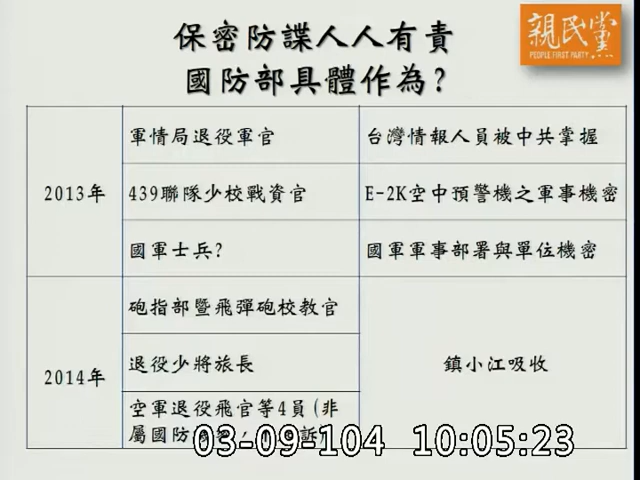 保密防諜人人有責
國防部具體作為?
親民黨
PEOPLE FIRST PARTY
2013年
軍情局退役軍官
台灣情報人員被中共掌握
439聯隊少校戰資官
E-2K空中預警機之軍事機密
國軍士兵?
國軍軍事部署與單位機密
2014年
砲指部暨飛彈砲校教官
退役少將旅長
鎮小江吸收
空軍退役飛官等4員(非
屬國防
訴)
03-09-104 10:05:23